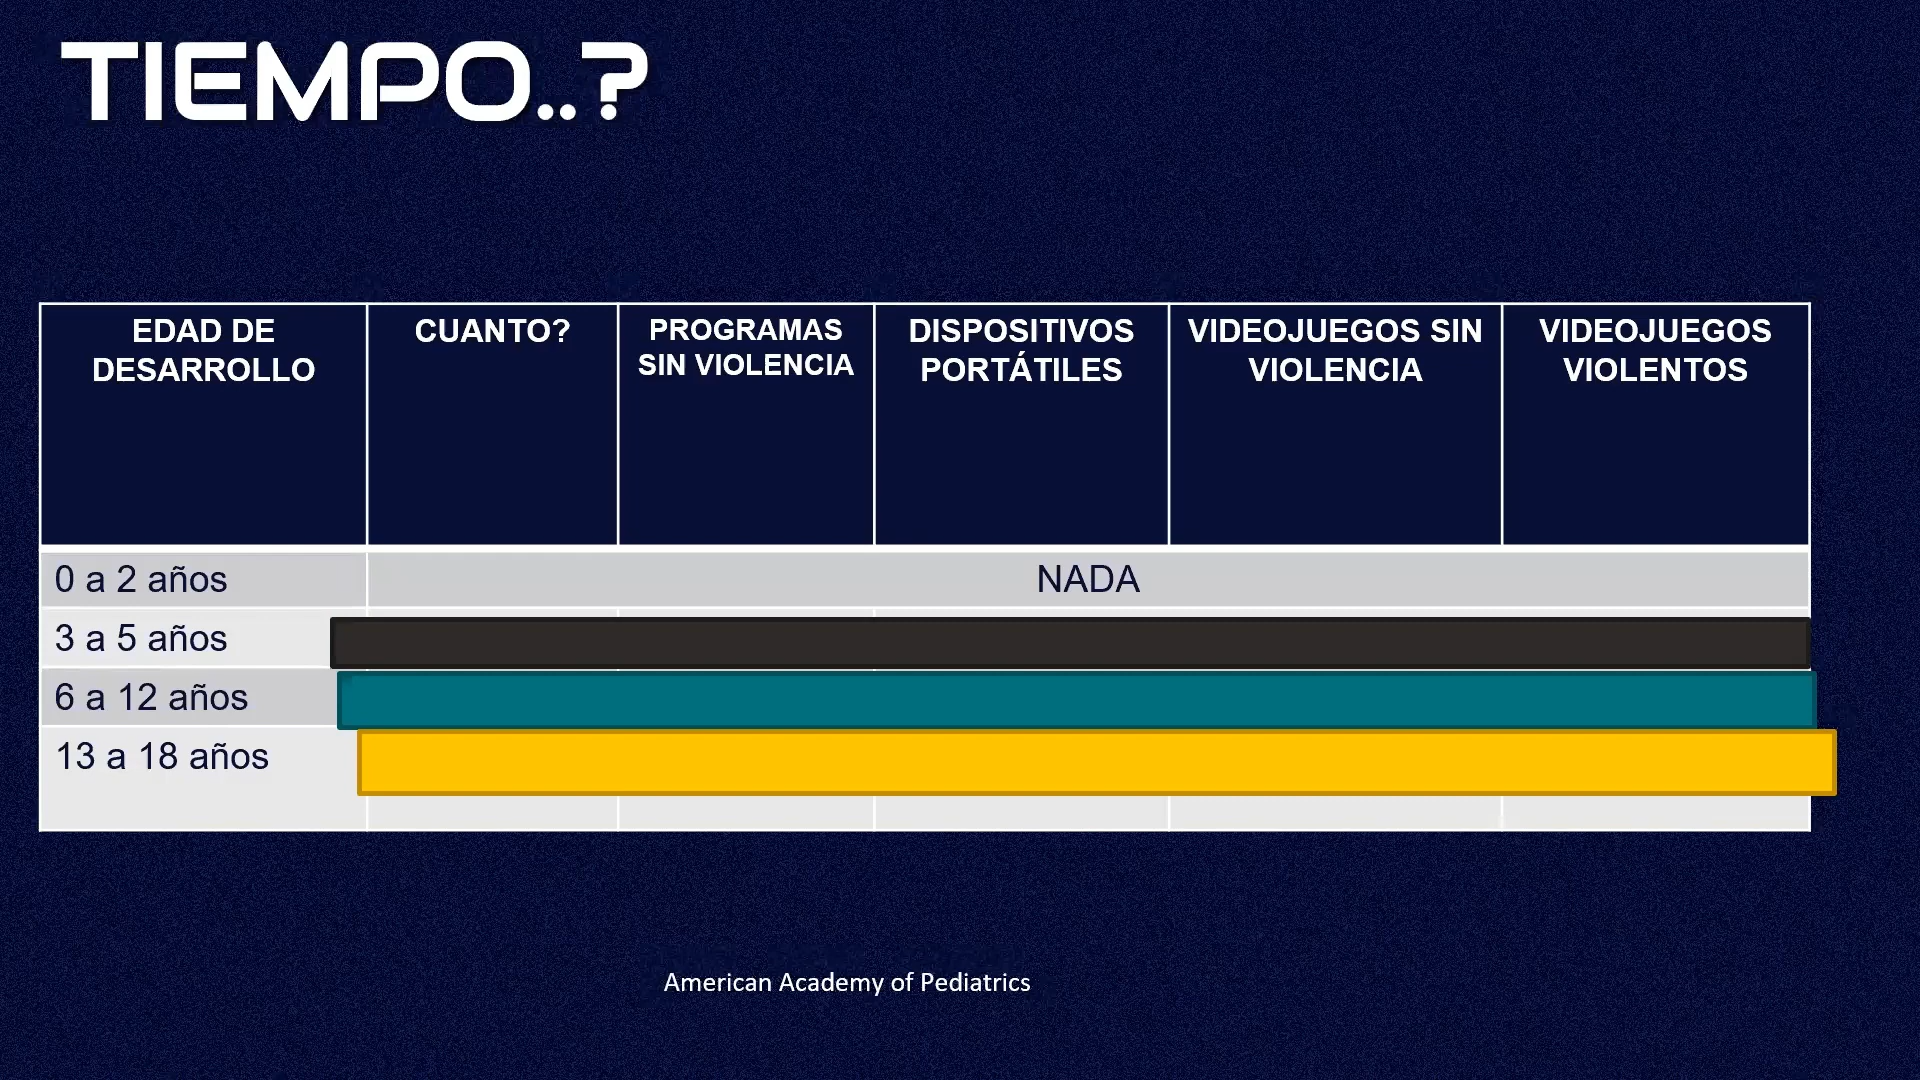 TIEMPO..?
EDAD DE
DESARROLLO
CUANTO?
PROGRAMAS
SIN VIOLENCIA
DISPOSITIVOS
PORTÁTILES
VIDEOJUEGOS SIN
VIOLENCIA
VIDEOJUEGOS
VIOLENTOS
0 a 2 años
NADA
3 a 5 años
6 a 12 años
13 a 18 años
American Academy of Pediatrics